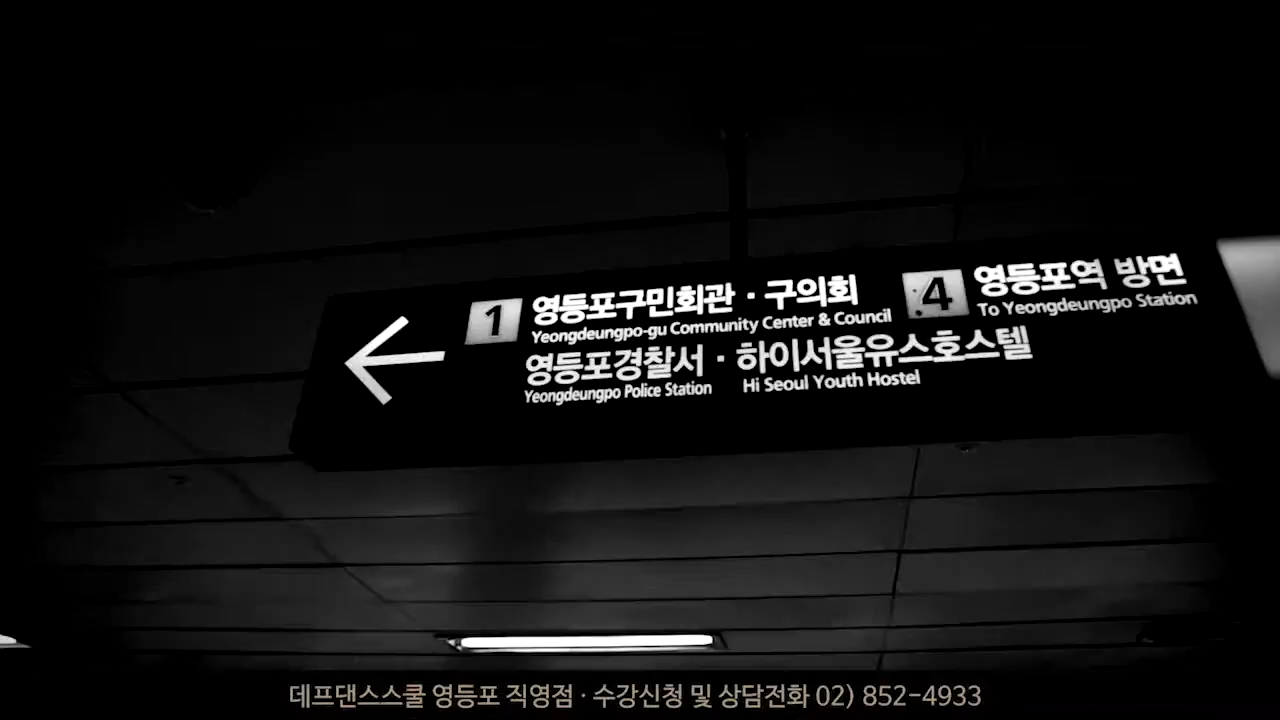 1 영등포구민회관 · 구의회 4 영등포역 방면
Yeongdeungpo-gu Community Center & Council To Yeongdeungpo Station
영등포경찰서 · 하이서울유스호스텔
Yeongdeungpo Police Station Hi Seoul Youth Hostel
데프댄스스쿨 영등포 직영점 · 수강신청 및 상담전화 02) 852-4933